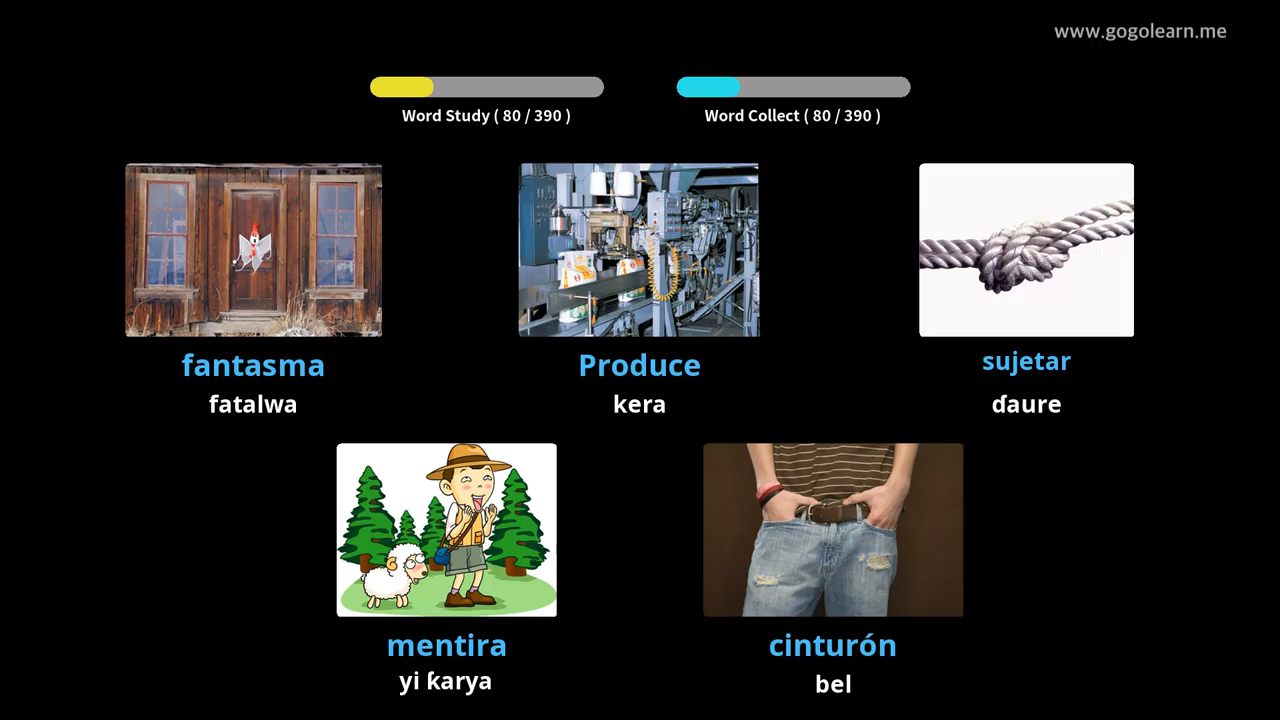 www.gogolearn.me
Word Study ( 80 / 390 )
Word Collect ( 80 / 390 )
fantasma
fatalwa
Produce
kera
sujetar
ɗaure
mentira
yi ƙarya
cinturón
bel